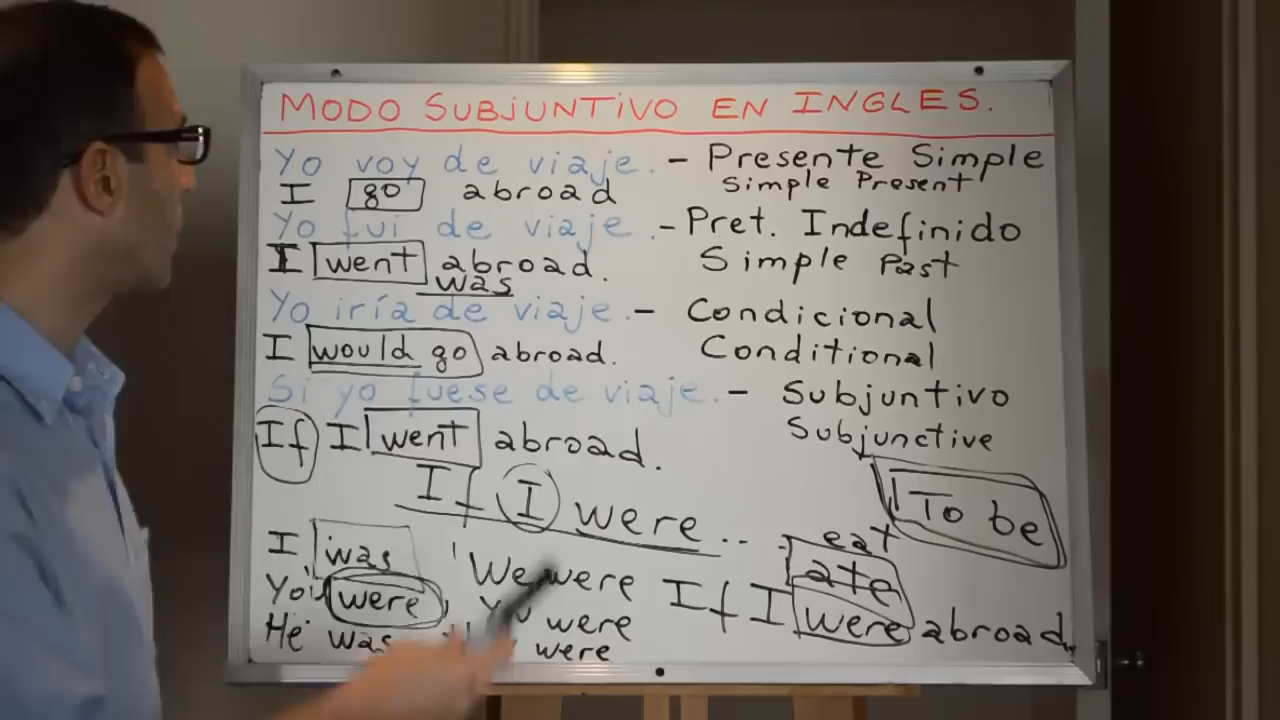 MODO SUBJUNTIVO EN INGLES.
Yo voy de viaje. - Presente Simple
I go abroad Simple Present
Yo fui de viaje. - Pret. Indefinido
I went abroad. Simple Past
was
Yo iría de viaje. - Condicional
I would go abroad. Conditional
Si yo fuese de viaje. - Subjuntivo
If I went abroad. Subjunctive
If I were...
To be
eat
I was
ate
We were
You were
If I were abroad
were
He was
were